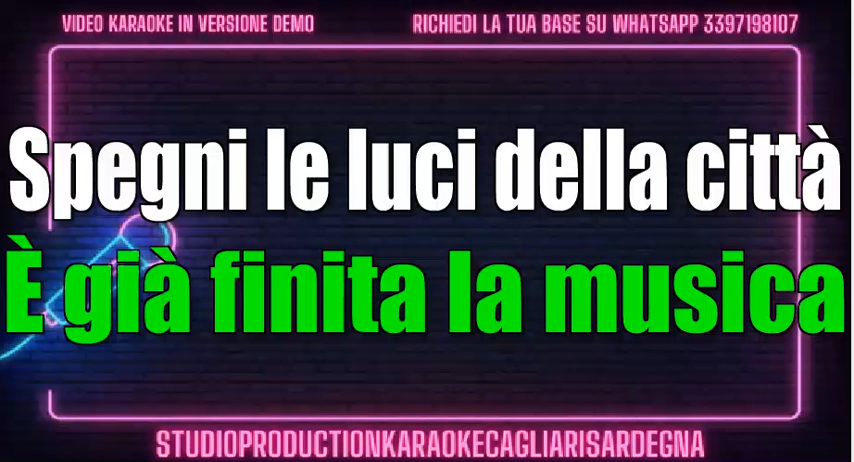 VIDEO KARAOKE IN VERSIONE DEMO
RICHIEDI LA TUA BASE SU WHATSAPP 3397198107
Spegni le luci della città
È già finita la musica
STUDIOPRODUCTIONKARAOKECAGLIARISARDEGNA